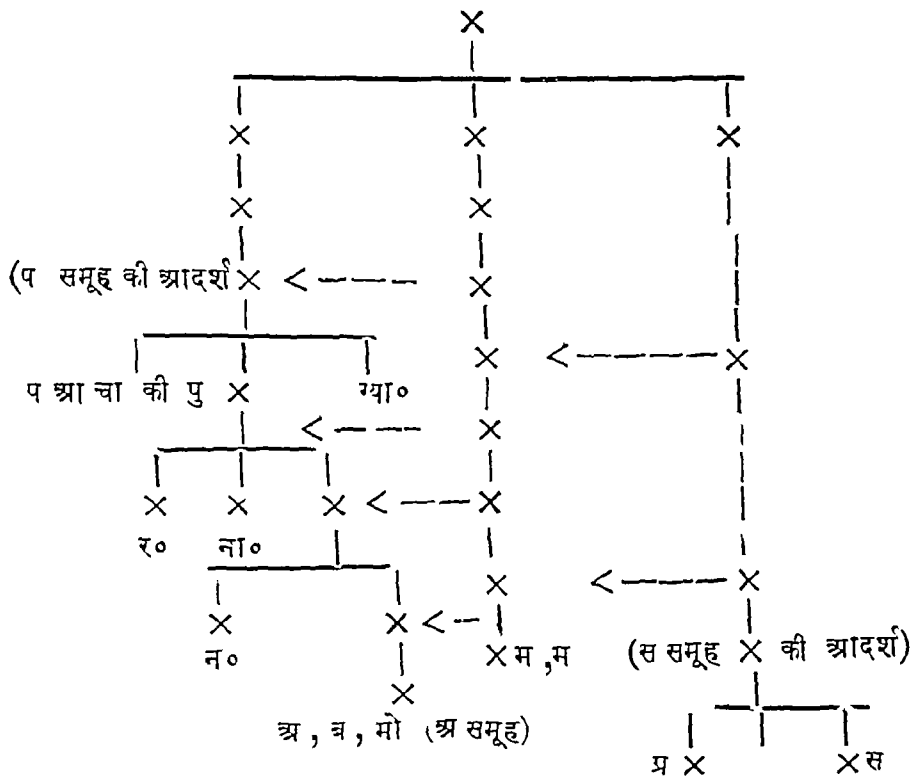 (प समूह की आदर्श
प आ चा की पु ग्या०
र० ना०
न० म, म (स समूह की आदर्श)
अ, ब, मो (अ समूह)
प्र स